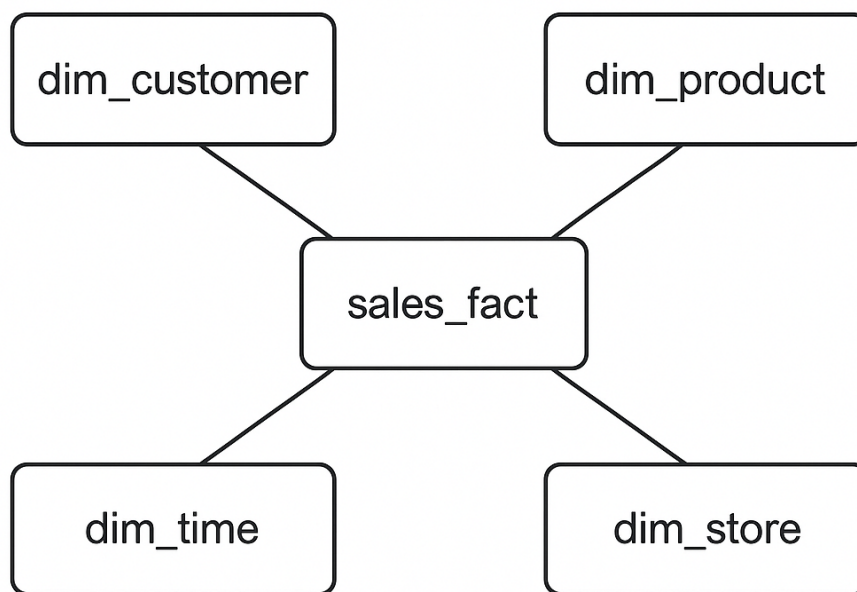 dim_customer
dim_product
sales_fact
dim_time
dim_store